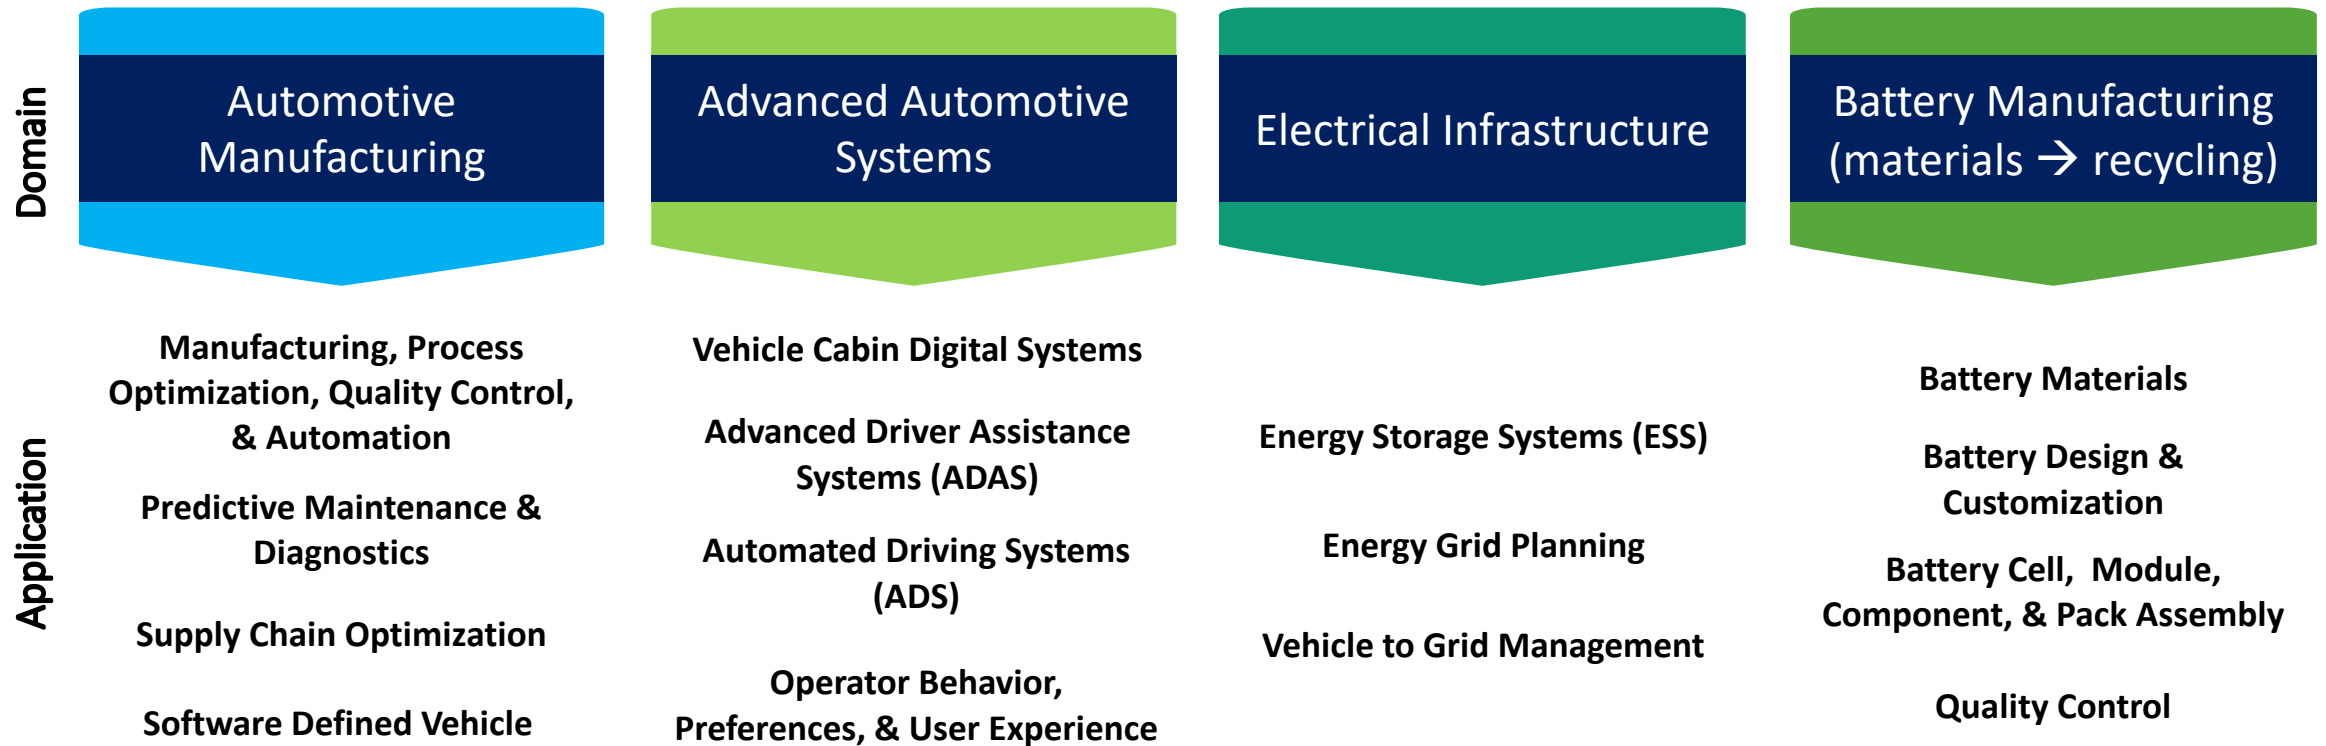 Domain
Automotive
Manufacturing
Advanced Automotive
Systems
Electrical Infrastructure
Battery Manufacturing
(materials → recycling)
Application
Manufacturing, Process
Optimization, Quality Control,
& Automation
Predictive Maintenance &
Diagnostics
Supply Chain Optimization
Software Defined Vehicle
Vehicle Cabin Digital Systems
Advanced Driver Assistance
Systems (ADAS)
Automated Driving Systems
(ADS)
Operator Behavior,
Preferences, & User Experience
Energy Storage Systems (ESS)
Energy Grid Planning
Vehicle to Grid Management
Battery Materials
Battery Design &
Customization
Battery Cell, Module,
Component, & Pack Assembly
Quality Control